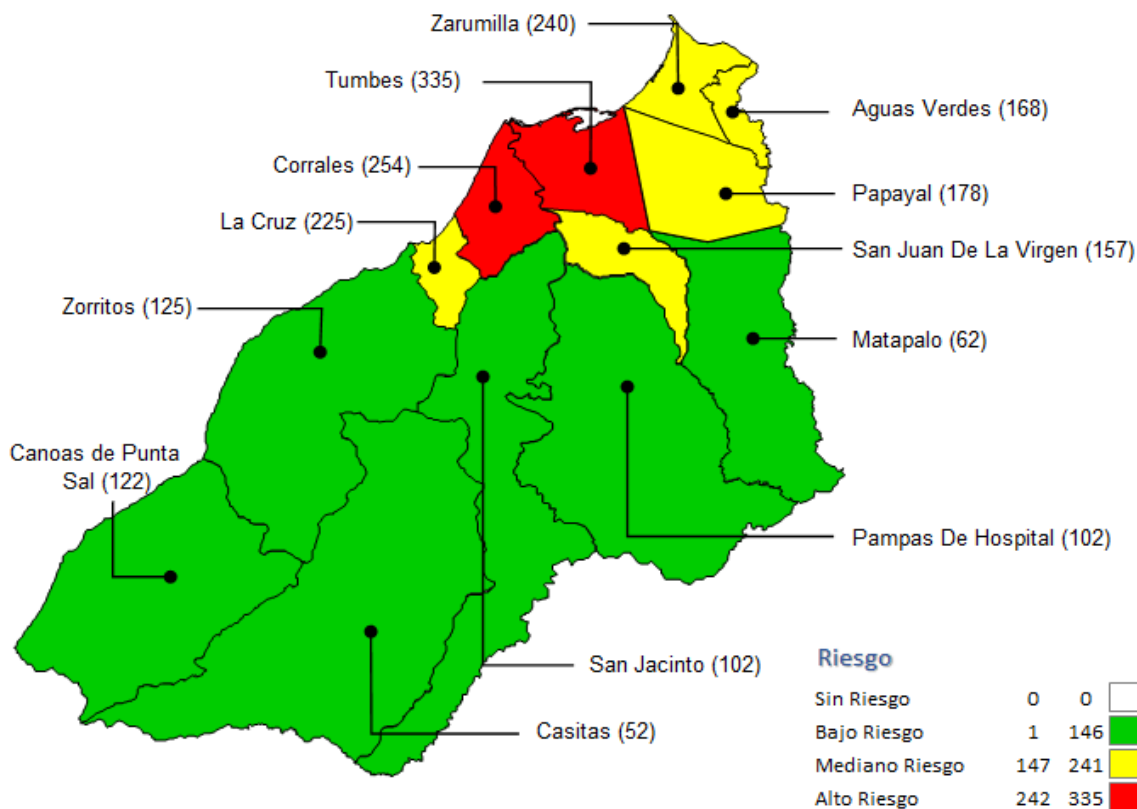 Zarumilla (240)
Tumbes (335)
Aguas Verdes (168)
Corrales (254)
Papayal (178)
La Cruz (225)
San Juan De La Virgen (157)
Zorritos (125)
Matapalo (62)
Canoas de Punta
Sal (122)
Pampas De Hospital (102)
San Jacinto (102)
Casitas (52)
Riesgo
Sin Riesgo 0 0
Bajo Riesgo 1 146
Mediano Riesgo 147 241
Alto Riesgo 242 335